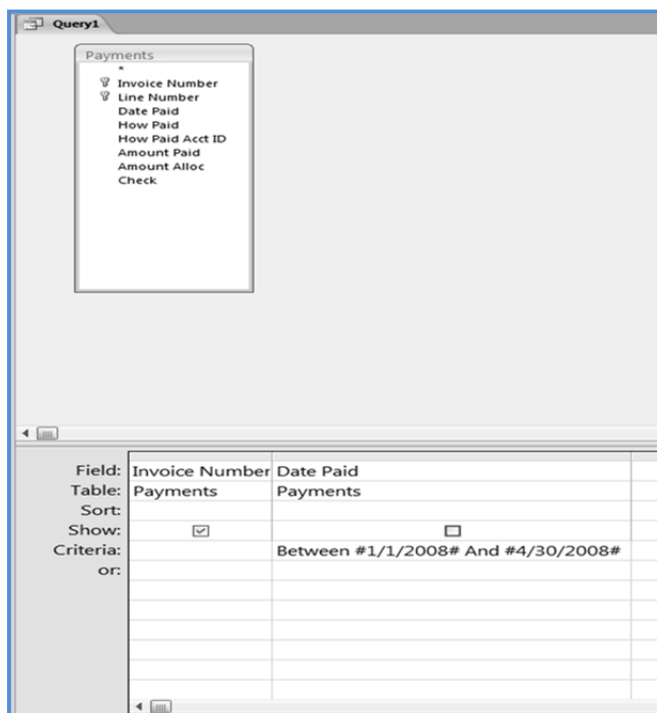 Query1
Payments
*
Invoice Number
Line Number
Date Paid
How Paid
How Paid Acct ID
Amount Paid
Amount Alloc
Check
Field: Invoice Number Date Paid
Table: Payments Payments
Sort:
Show:
Criteria: Between #1/1/2008# And #4/30/2008#
or: